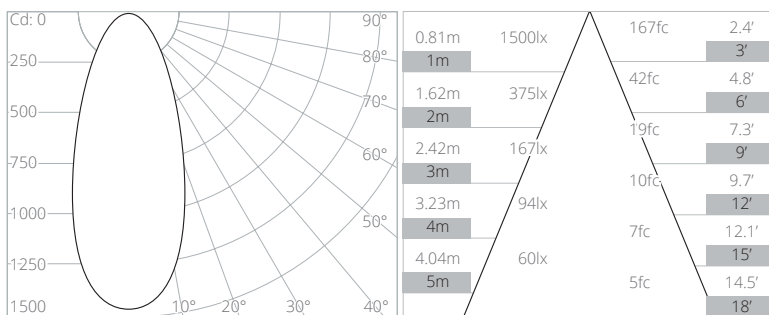 Cd: 0
90°
250
80°
500
70°
750
60°
1000
50°
1250
1500
10°
20°
30°
40°
0.81m
1500lx
1m
1.62m
375lx
2m
2.42m
167lx
3m
3.23m
94lx
4m
4.04m
60lx
5m
167fc
2.4'
3'
42fc
4.8'
6'
19fc
7.3'
9'
10fc
9.7'
12'
7fc
12.1'
15'
5fc
14.5'
18'